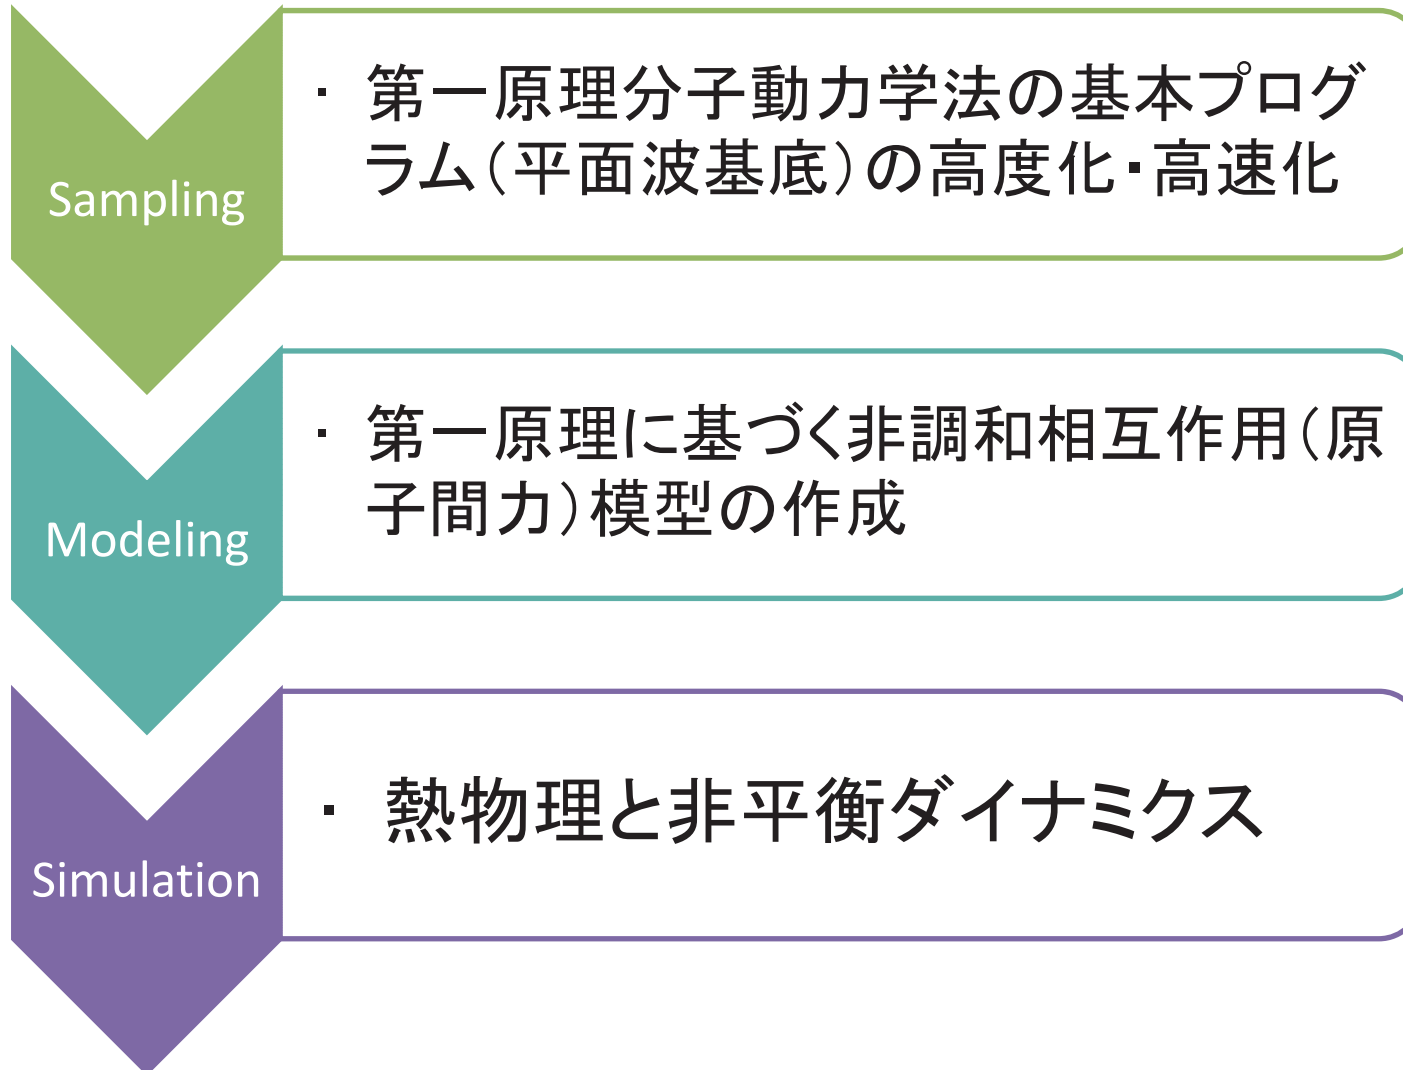 Sampling
・ 第一原理分子動力学法の基本プログ
ラム（平面波基底）の高度化・高速化
Modeling
・ 第一原理に基づく非調和相互作用（原
子間力）模型の作成
Simulation
・ 熱物理と非平衡ダイナミクス